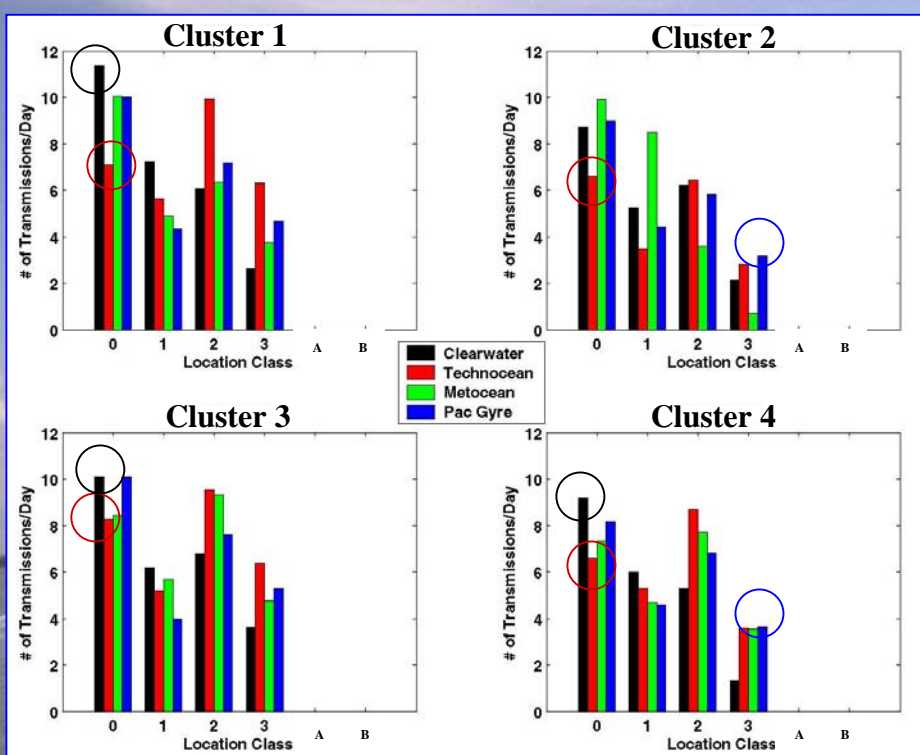 Cluster 1
12
10
8
6
4
2
0
# of Transmissions/Day
0 1 2 3 A B
Location Class
Cluster 2
12
10
8
6
4
2
0
# of Transmissions/Day
0 1 2 3 A B
Location Class
Clearwater
Technocean
Metocean
Pac Gyre
Cluster 3
12
10
8
6
4
2
0
# of Transmissions/Day
0 1 2 3 A B
Location Class
Cluster 4
12
10
8
6
4
2
0
# of Transmissions/Day
0 1 2 3 A B
Location Class